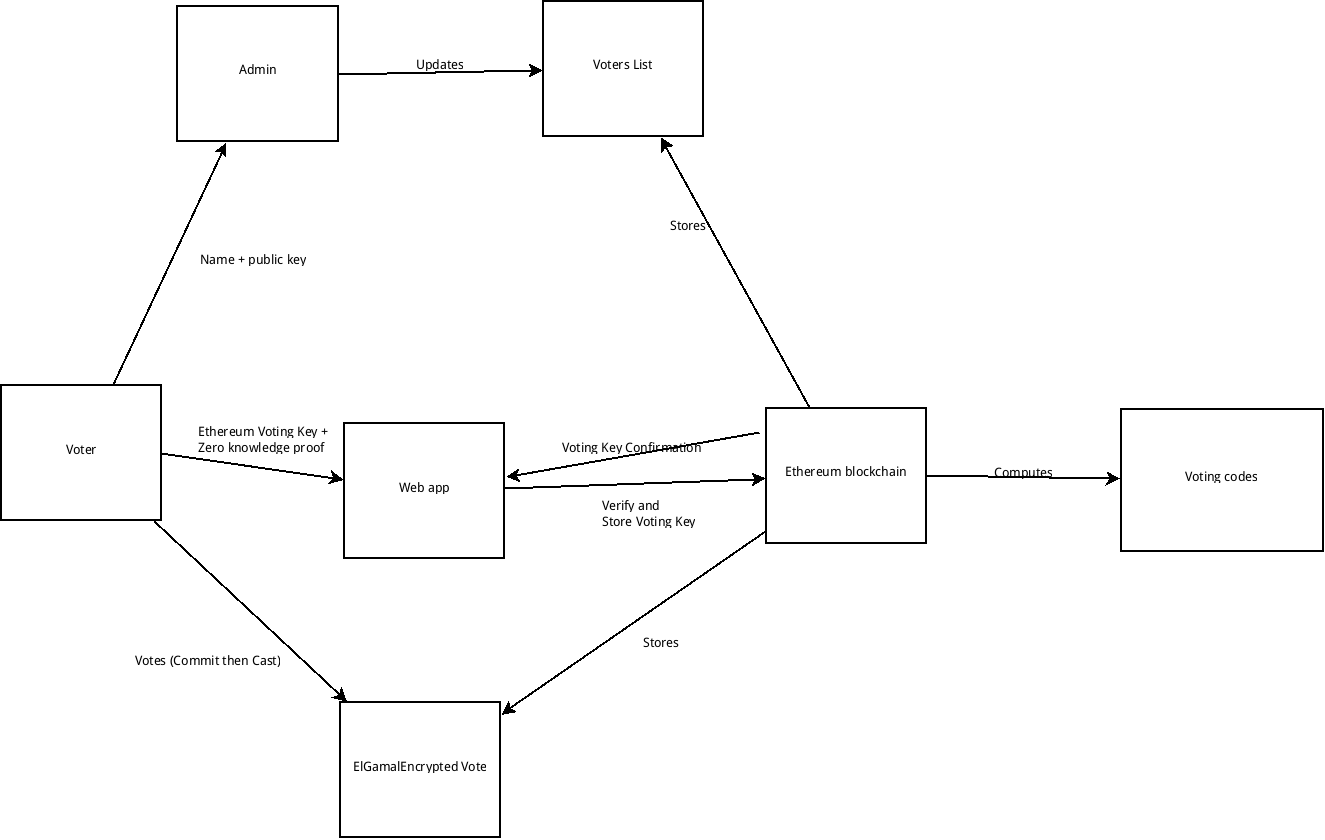 Admin
Updates
Voters List
Stores
Name + public key
Ethereum Voting Key +
Zero knowledge proof
Voter
Voting Key Confirmation
Web app
Ethereum blockchain
Computes
Voting codes
Verify and
Store Voting Key
Stores
Votes (Commit then Cast)
ElGamalEncrypted Vote